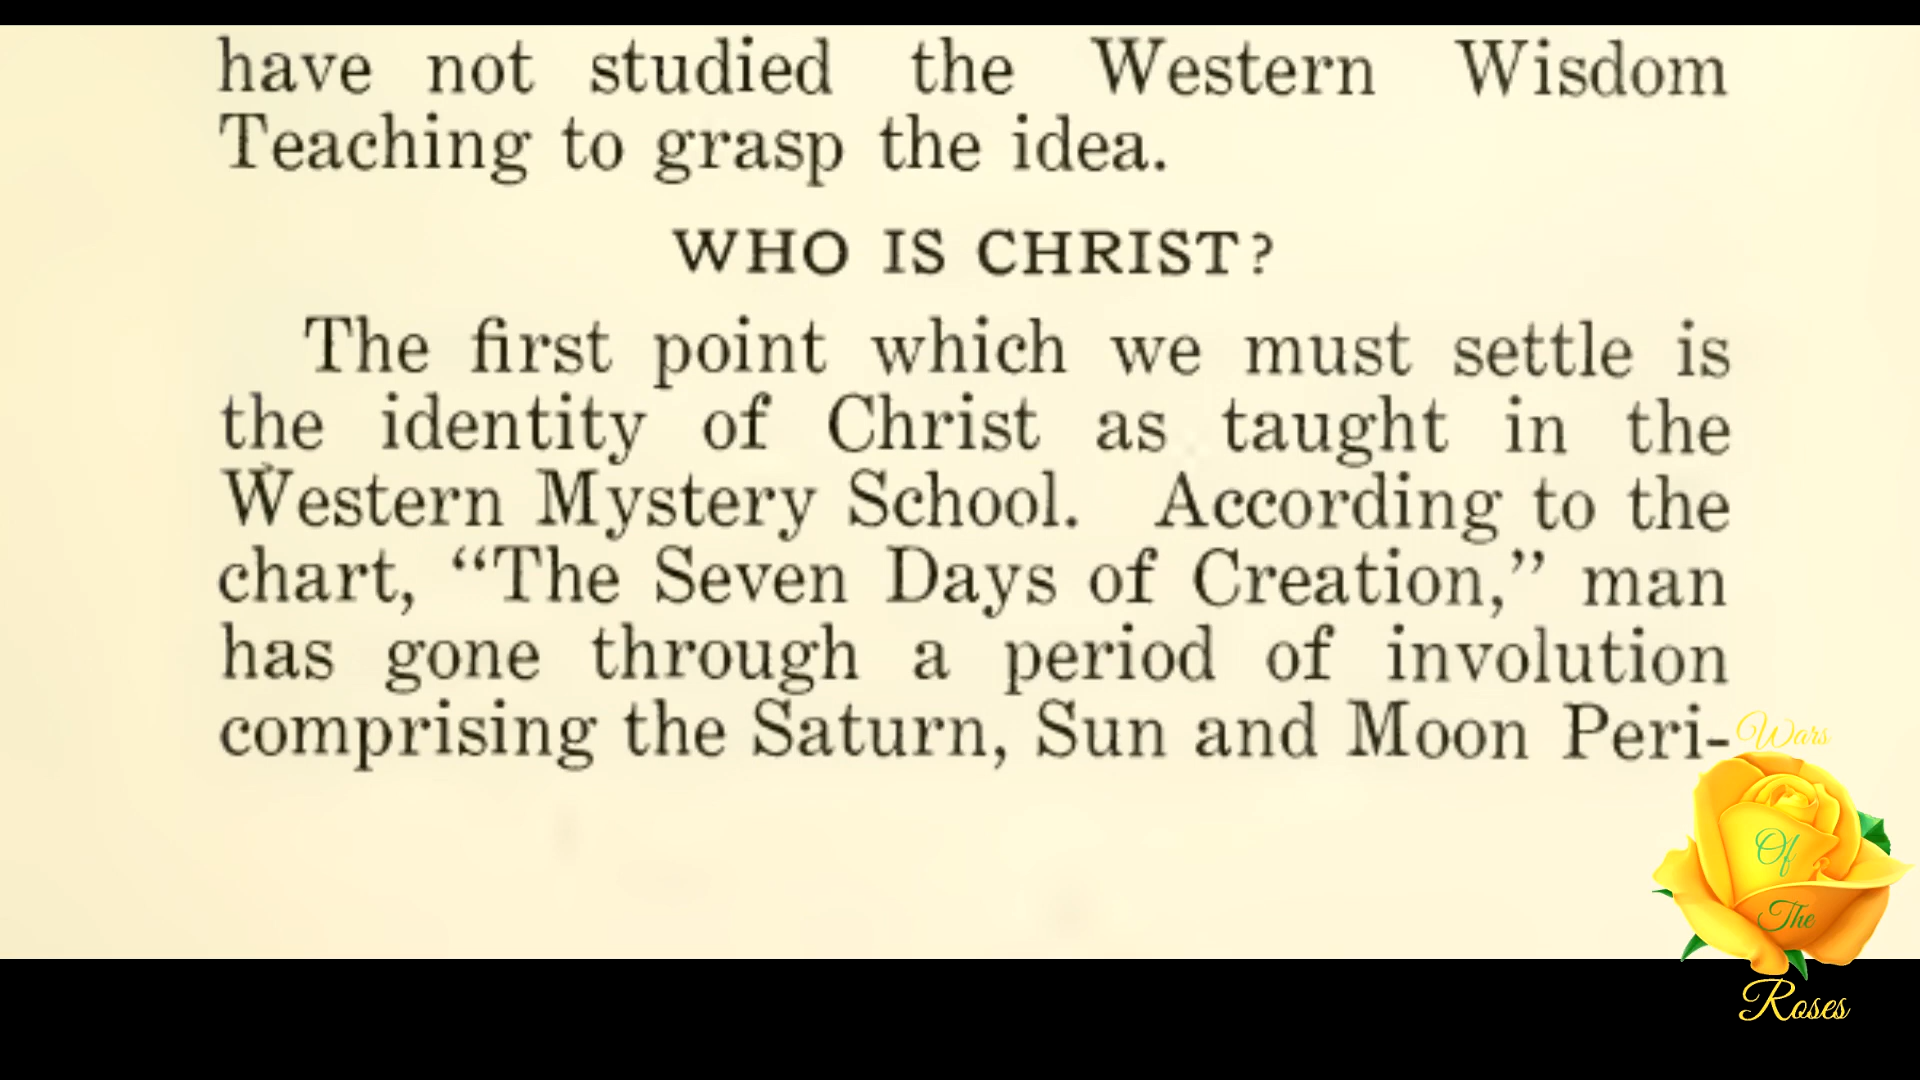 have not studied the Western Wisdom
Teaching to grasp the idea.
WHO IS CHRIST?
The first point which we must settle is
the identity of Christ as taught in the
Western Mystery School. According to the
chart, “The Seven Days of Creation,” man
has gone through a period of involution
comprising the Saturn, Sun and Moon Peri-
Wars
Of
The
Roses